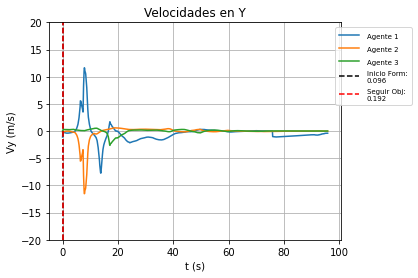 Velocidades en Y
Vy (m/s)
20
15
10
5
0
−5
−10
−15
−20
0
20
40
60
80
100
t (s)
Agente 1
Agente 2
Agente 3
Inicio Form:
0.096
Seguir Obj:
0.192